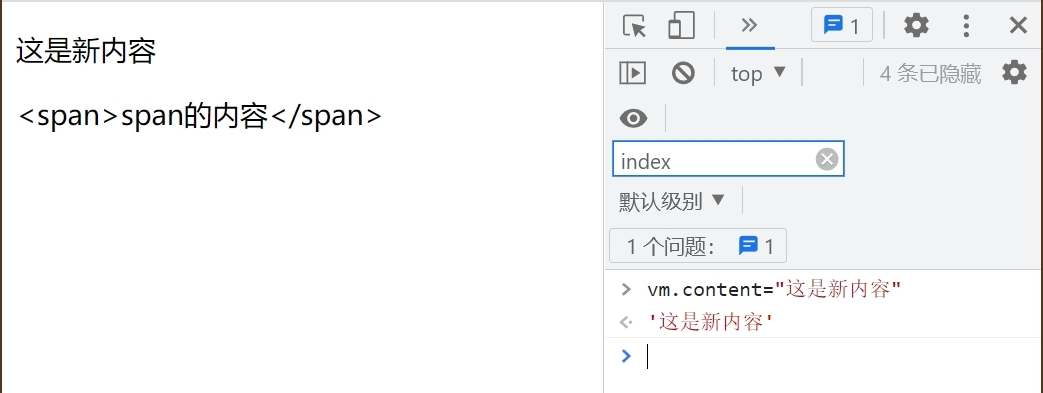 这是新内容
<span>span的内容</span>
1
top
4 条已隐藏
index
默认级别
1 个问题： 1
vm.content="这是新内容"
'这是新内容'